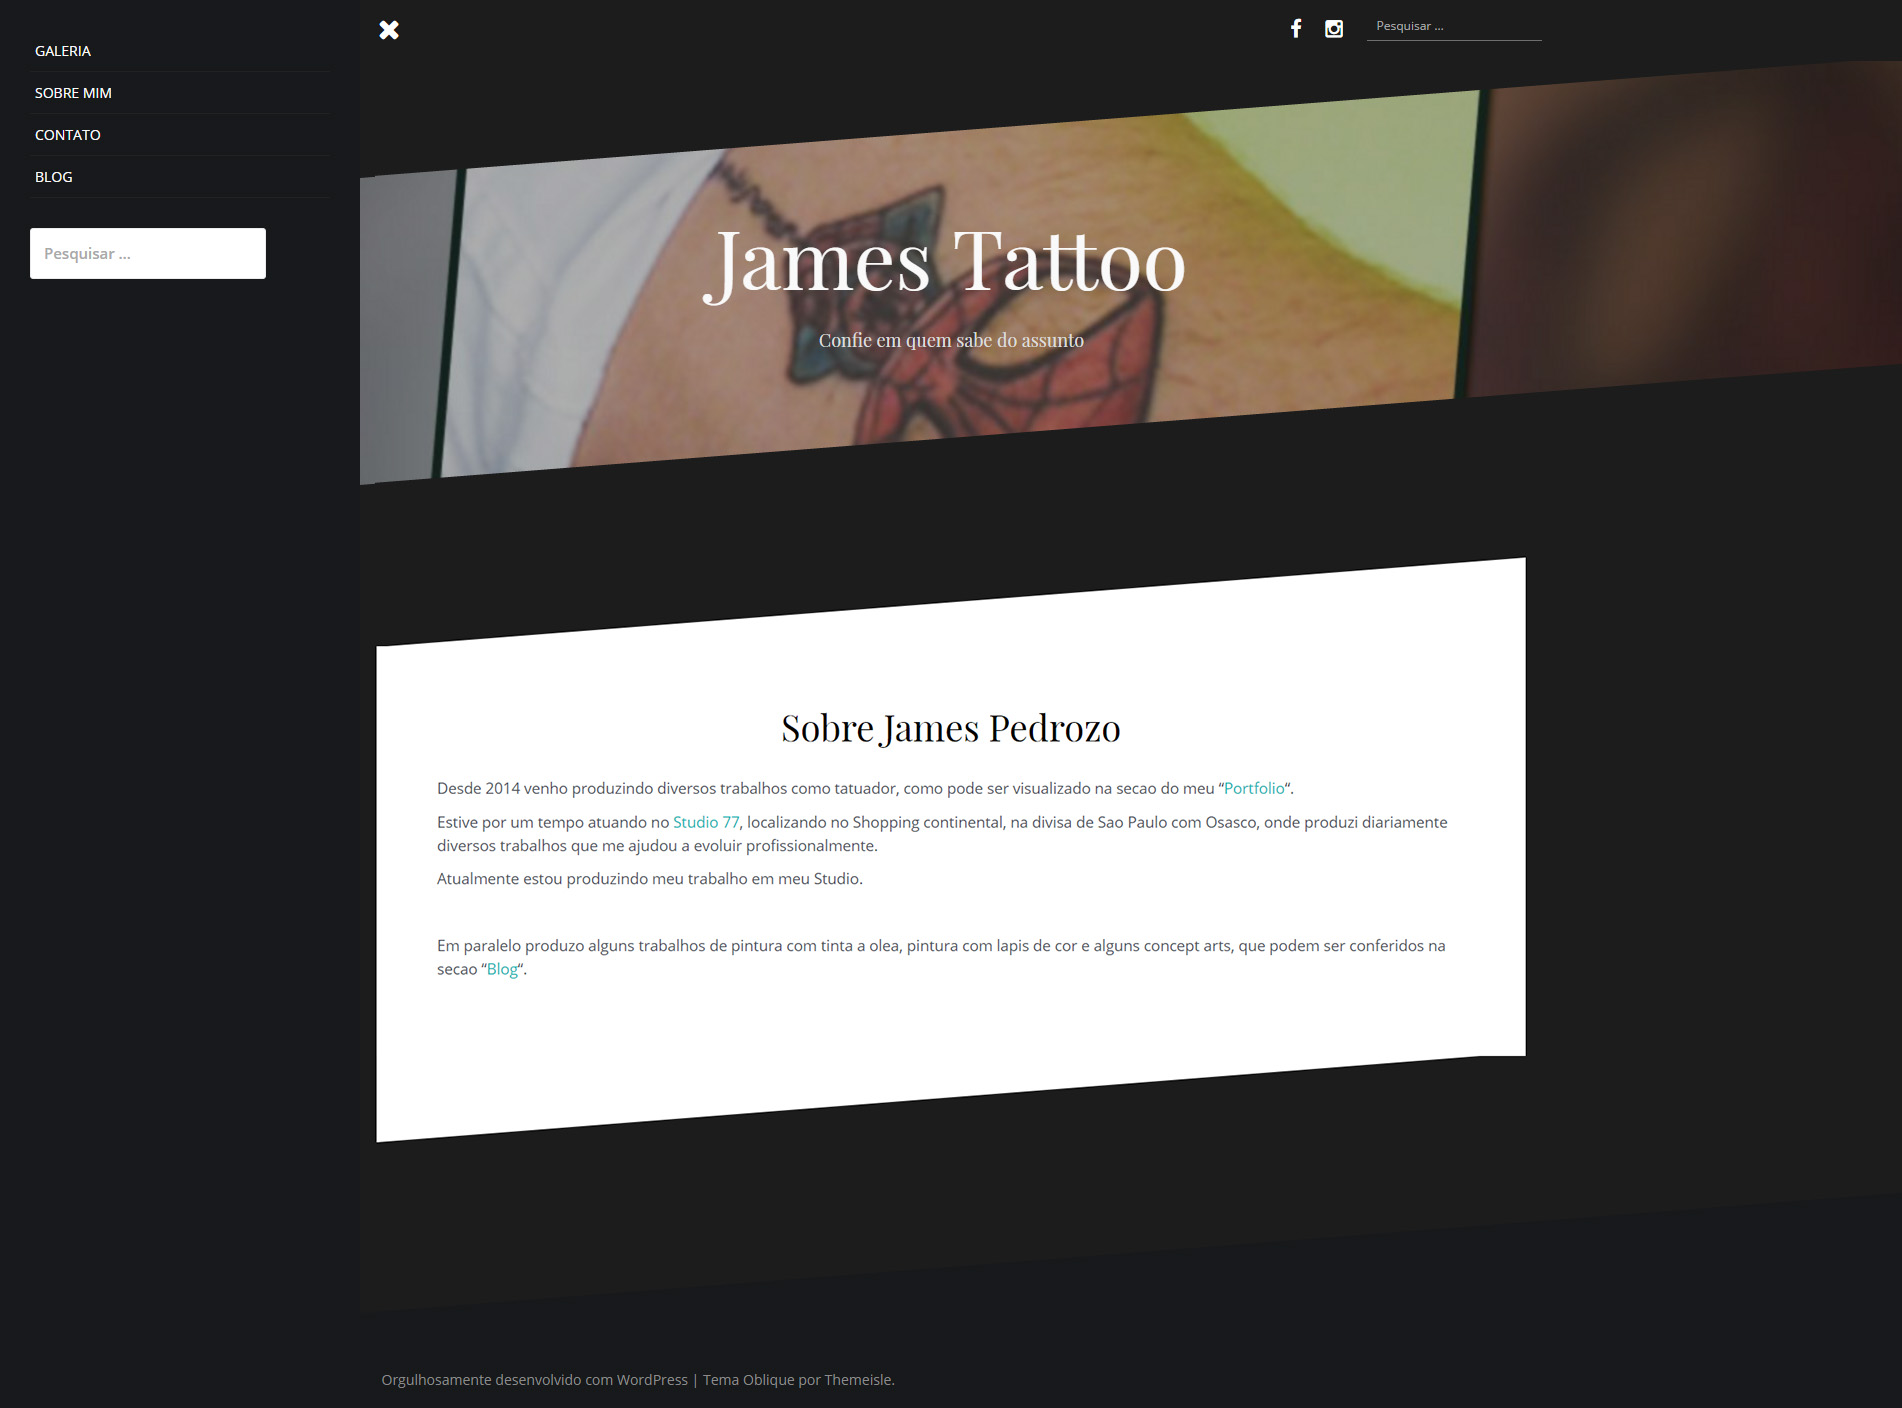 GALERIA
SOBRE MIM
CONTATO
BLOG
Pesquisar ...
Pesquisar ...
James Tattoo
Confie em quem sabe do assunto
Sobre James Pedrozo
Desde 2014 venho produzindo diversos trabalhos como tatuador, como pode ser visualizado na secao do meu “Portfolio“.
Estive por um tempo atuando no Studio 77, localizando no Shopping continental, na divisa de Sao Paulo com Osasco, onde produzi diariamente
diversos trabalhos que me ajudou a evoluir profissionalmente.
Atualmente estou produzindo meu trabalho em meu Studio.
Em paralelo produzo alguns trabalhos de pintura com tinta a olea, pintura com lapis de cor e alguns concept arts, que podem ser conferidos na
secao “Blog“.
Orgulhosamente desenvolvido com WordPress | Tema Oblique por Themeisle.